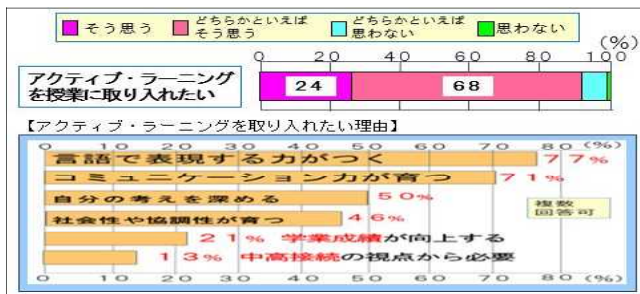 そう思う
どちらかといえば
そう思う
どちらかといえば
思わない
思わない
(%)
0 20 40 60 80 100
アクティブ・ラーニング
を授業に取り入れたい
24 68
【アクティブ・ラーニングを取り入れたい理由】
0 10 20 30 40 50 60 70 80 (%)
言語で表現する力がつく 77%
コミュニケーション力が育つ 71%
自分の考えを深める 50%
社会性や協調性が育つ 46%
複数
回答可
21% 学業成績が向上する
13% 中高接続の視点から必要
0 10 20 30 40 50 60 70 80 (%)